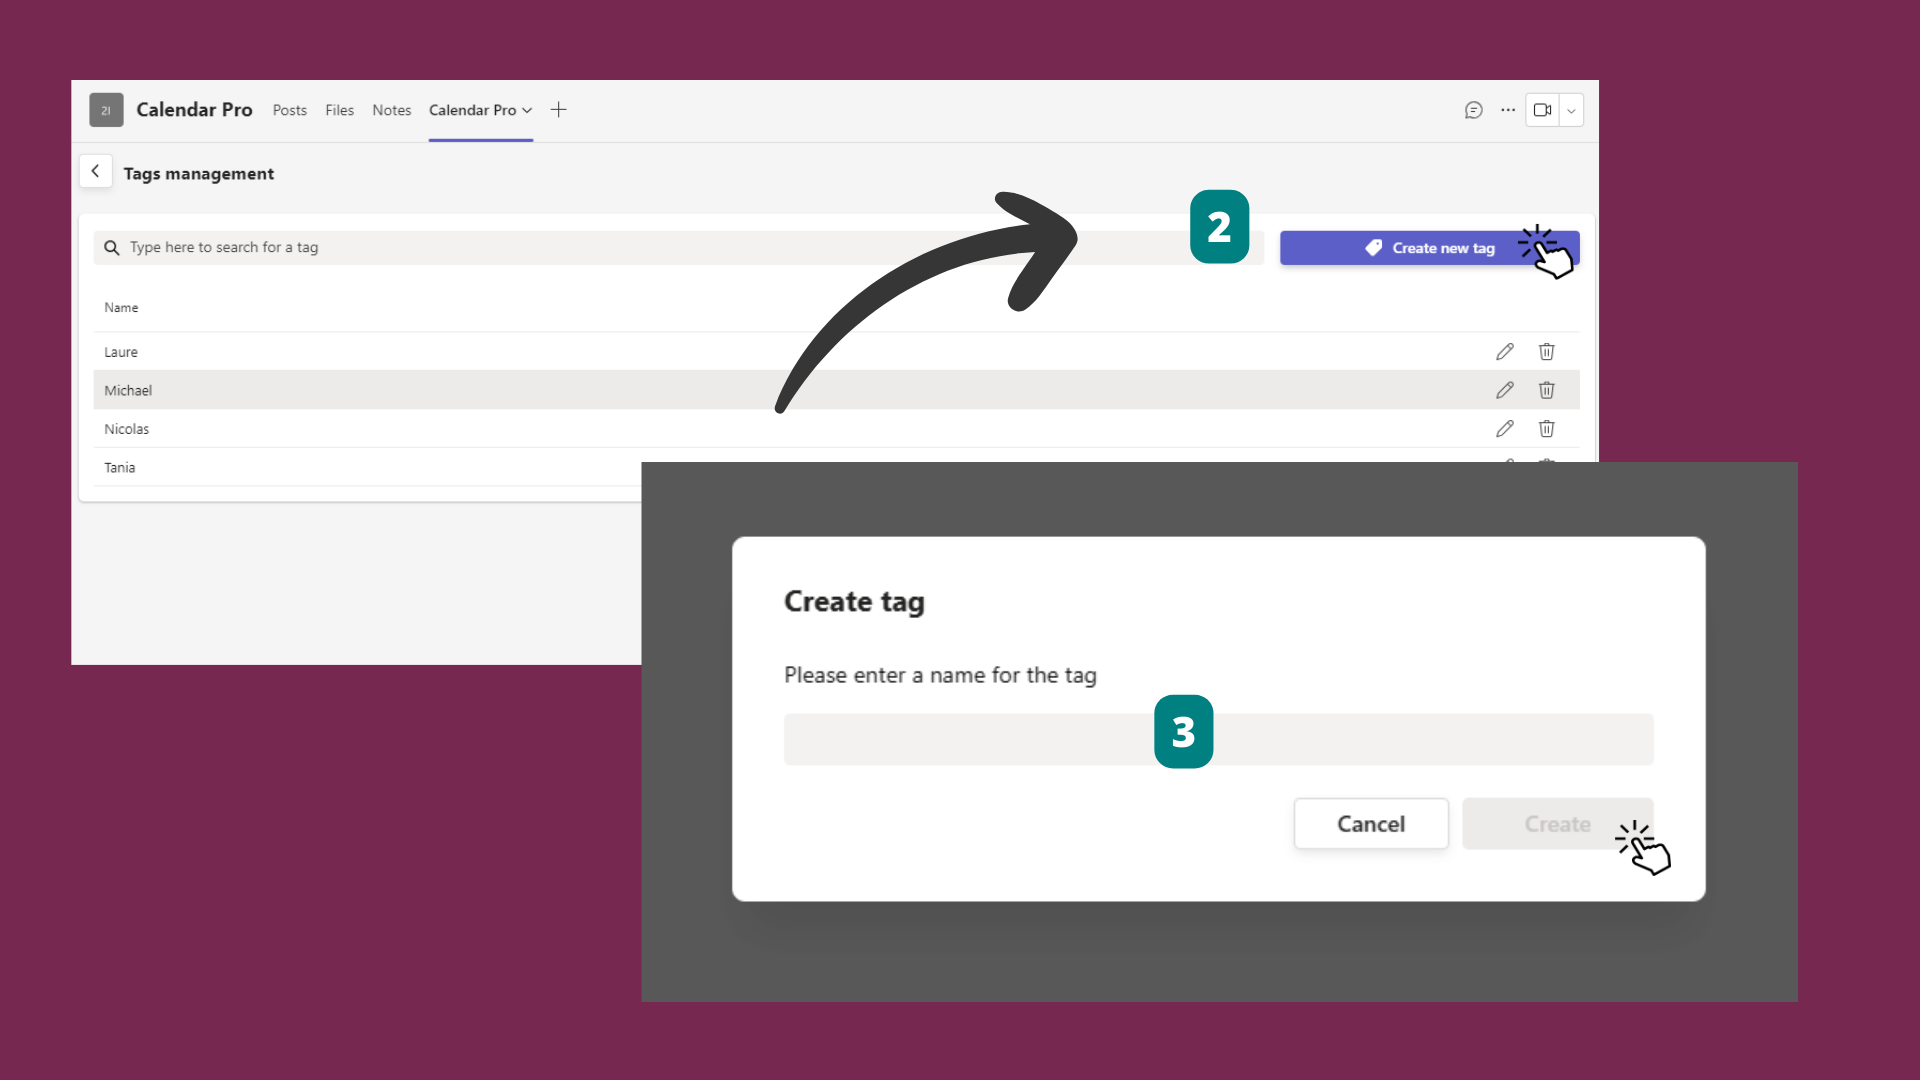 21 Calendar Pro Posts Files Notes Calendar Pro
Tags management
2
Type here to search for a tag Create new tag
Name
Laure
Michael
Nicolas
Tania
Create tag
Please enter a name for the tag
3
Cancel Create